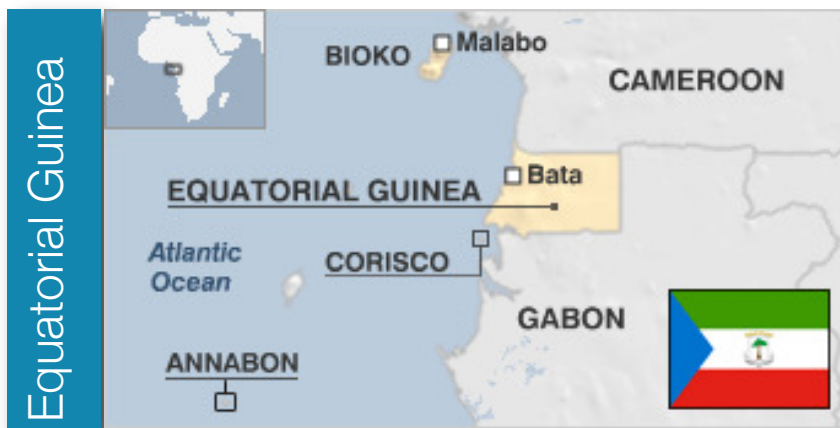 Equatorial Guinea
BIOKO
Malabo
CAMEROON
Bata
EQUATORIAL GUINEA
Atlantic
Ocean
CORISCO
GABON
ANNABON